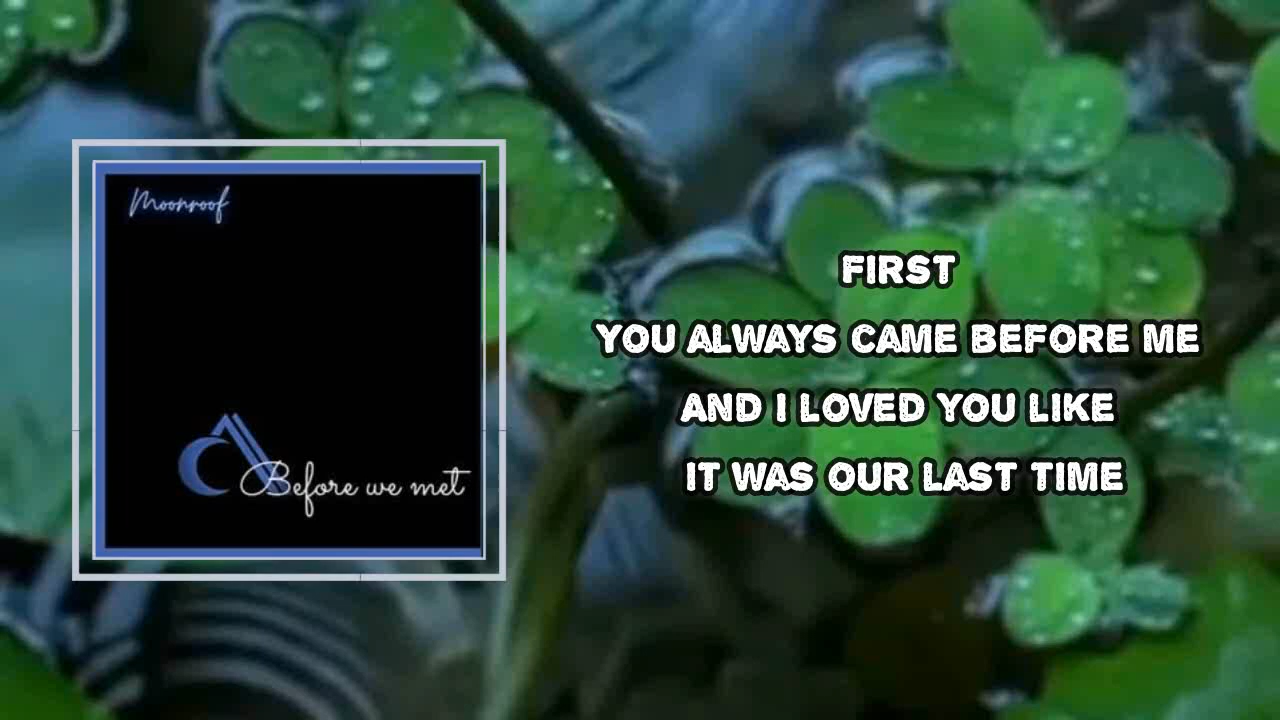 Moonroof
Before we met
FIRST
YOU ALWAYS CAME BEFORE ME
AND I LOVED YOU LIKE
IT WAS OUR LAST TIME